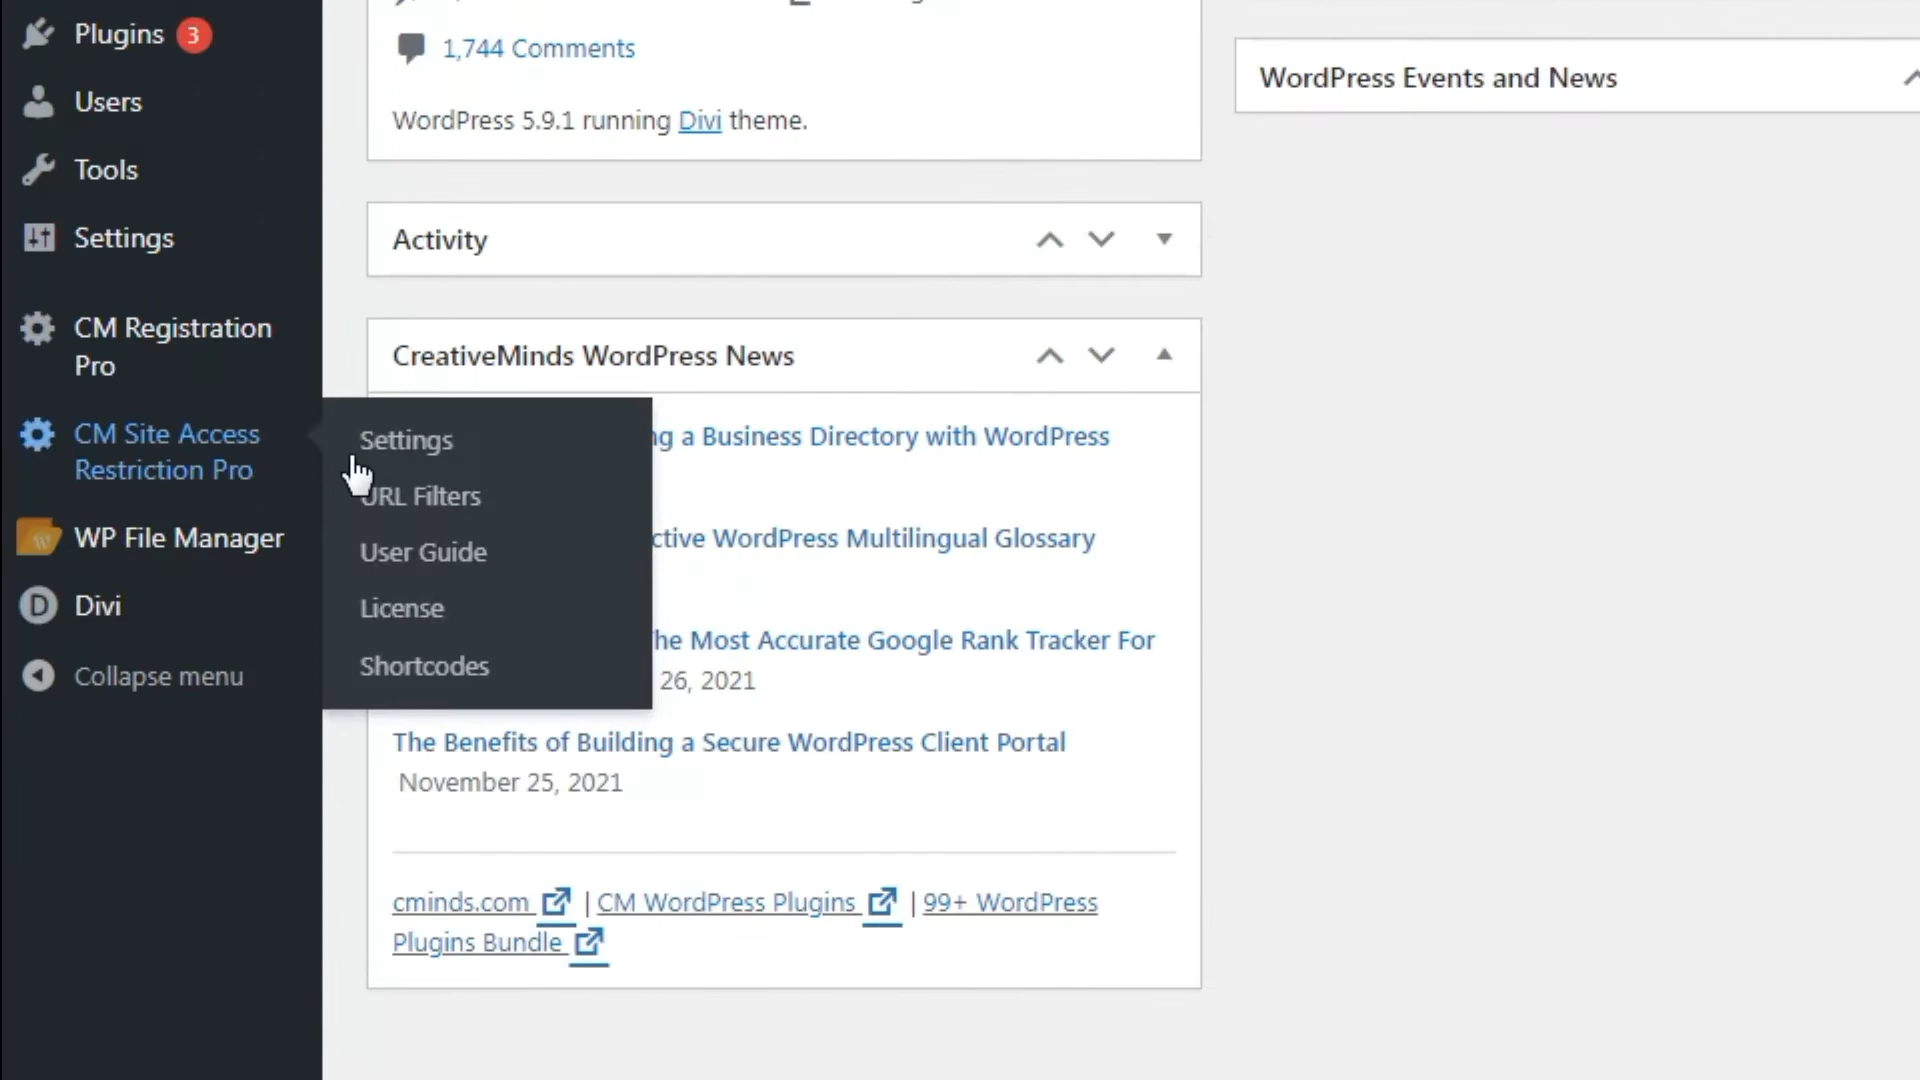 Plugins 3
Users
Tools
Settings
CM Registration
Pro
CM Site Access
Restriction Pro
WP File Manager
Divi
Collapse menu
Settings
URL Filters
User Guide
License
Shortcodes
1,744 Comments
WordPress 5.9.1 running Divi theme.
Activity
CreativeMinds WordPress News
a Business Directory with WordPress
WordPress Multilingual Glossary
Most Accurate Google Rank Tracker For
26, 2021
The Benefits of Building a Secure WordPress Client Portal
November 25, 2021
cminds.com | CM WordPress Plugins | 99+ WordPress
Plugins Bundle
WordPress Events and News